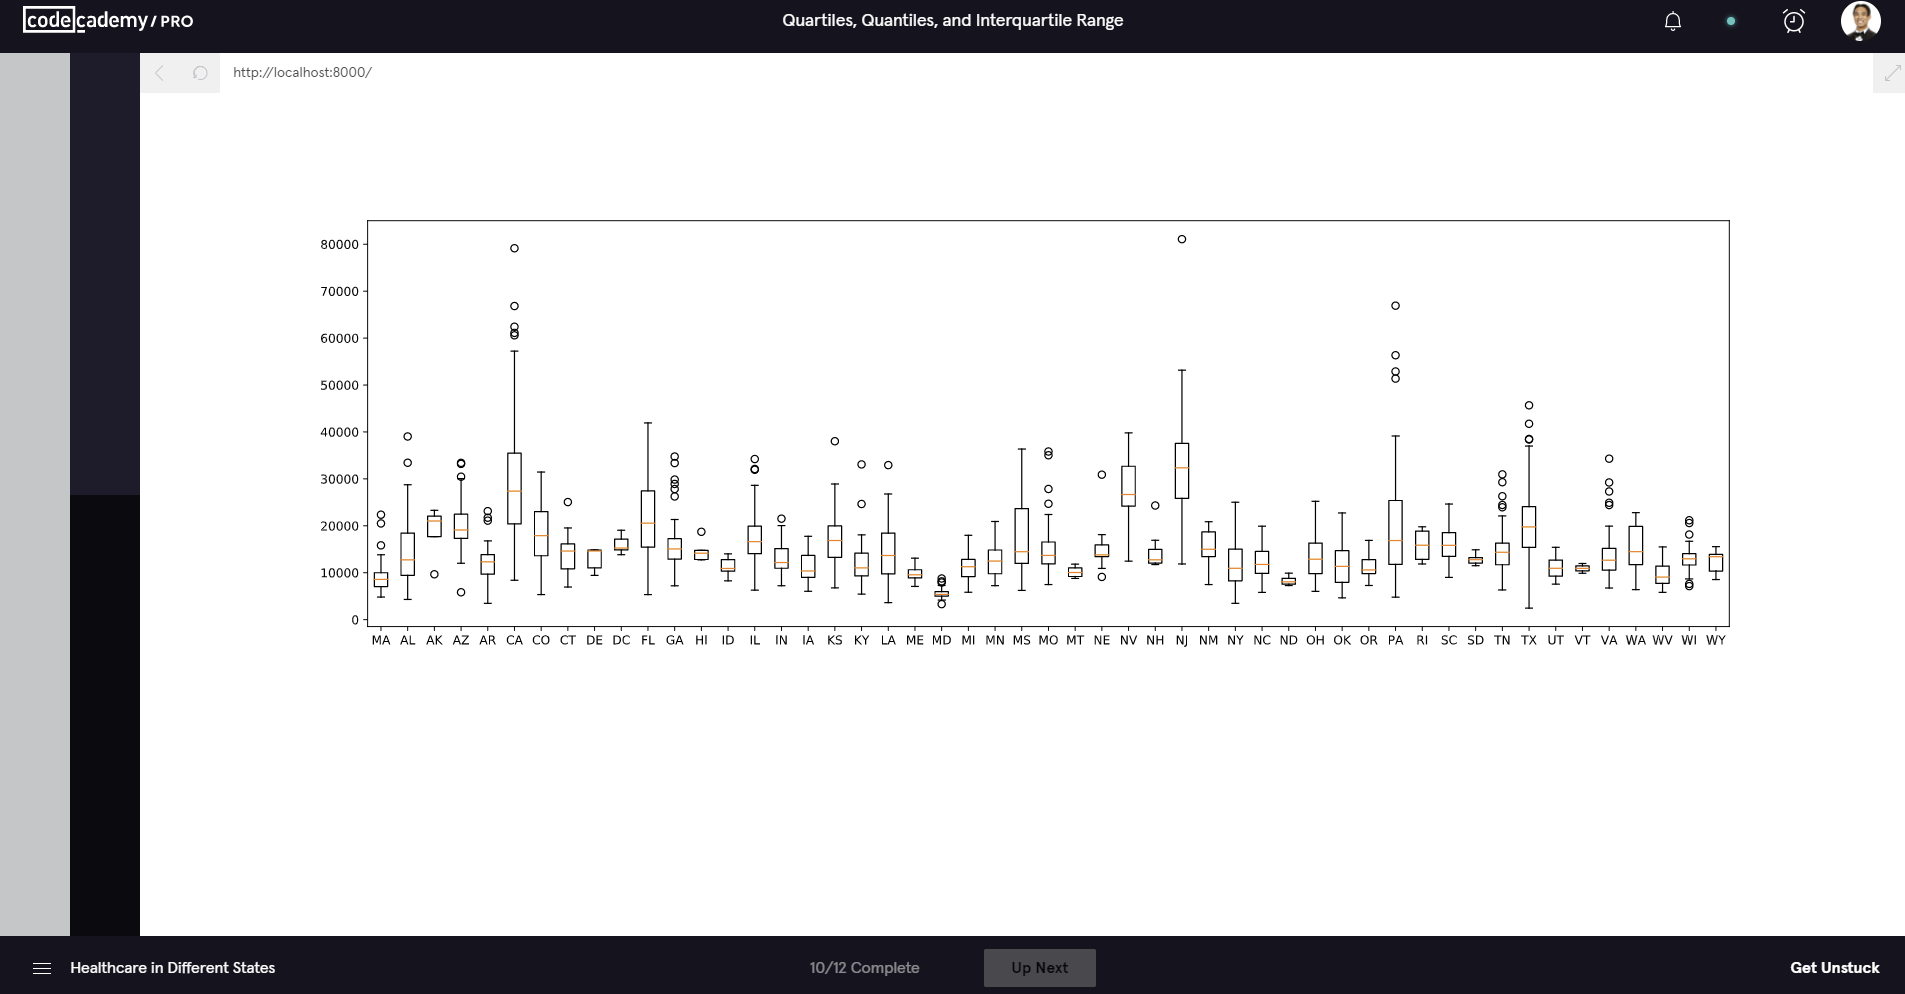 codecademy/PRO
Quartiles, Quantiles, and Interquartile Range
http://localhost:8000/
80000
70000
60000
50000
40000
30000
20000
10000
0
MA AL AK AZ AR CA CO CT DE DC FL GA HI ID IL IN IA KS KY LA ME MD MI MN MS MO MT NE NV NH NJ NM NY NC ND OH OK OR PA RI SC SD TN TX UT VT VA WA WV WI WY
Healthcare in Different States
10/12 Complete
Up Next
Get Unstuck